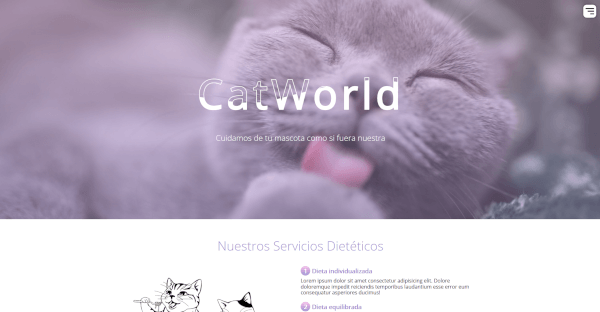 CatWorld
Cuidamos de tu mascota como si fuera nuestra
Nuestros Servicios Dietéticos
1 Dieta individualizada
Lorem ipsum dolor sit amet consectetur adipisicing elit. Dolore
doloremque impedit reiciendis temporibus laudantium esse error eum
consequatur asperiores ducimus!
2 Dieta equilibrada